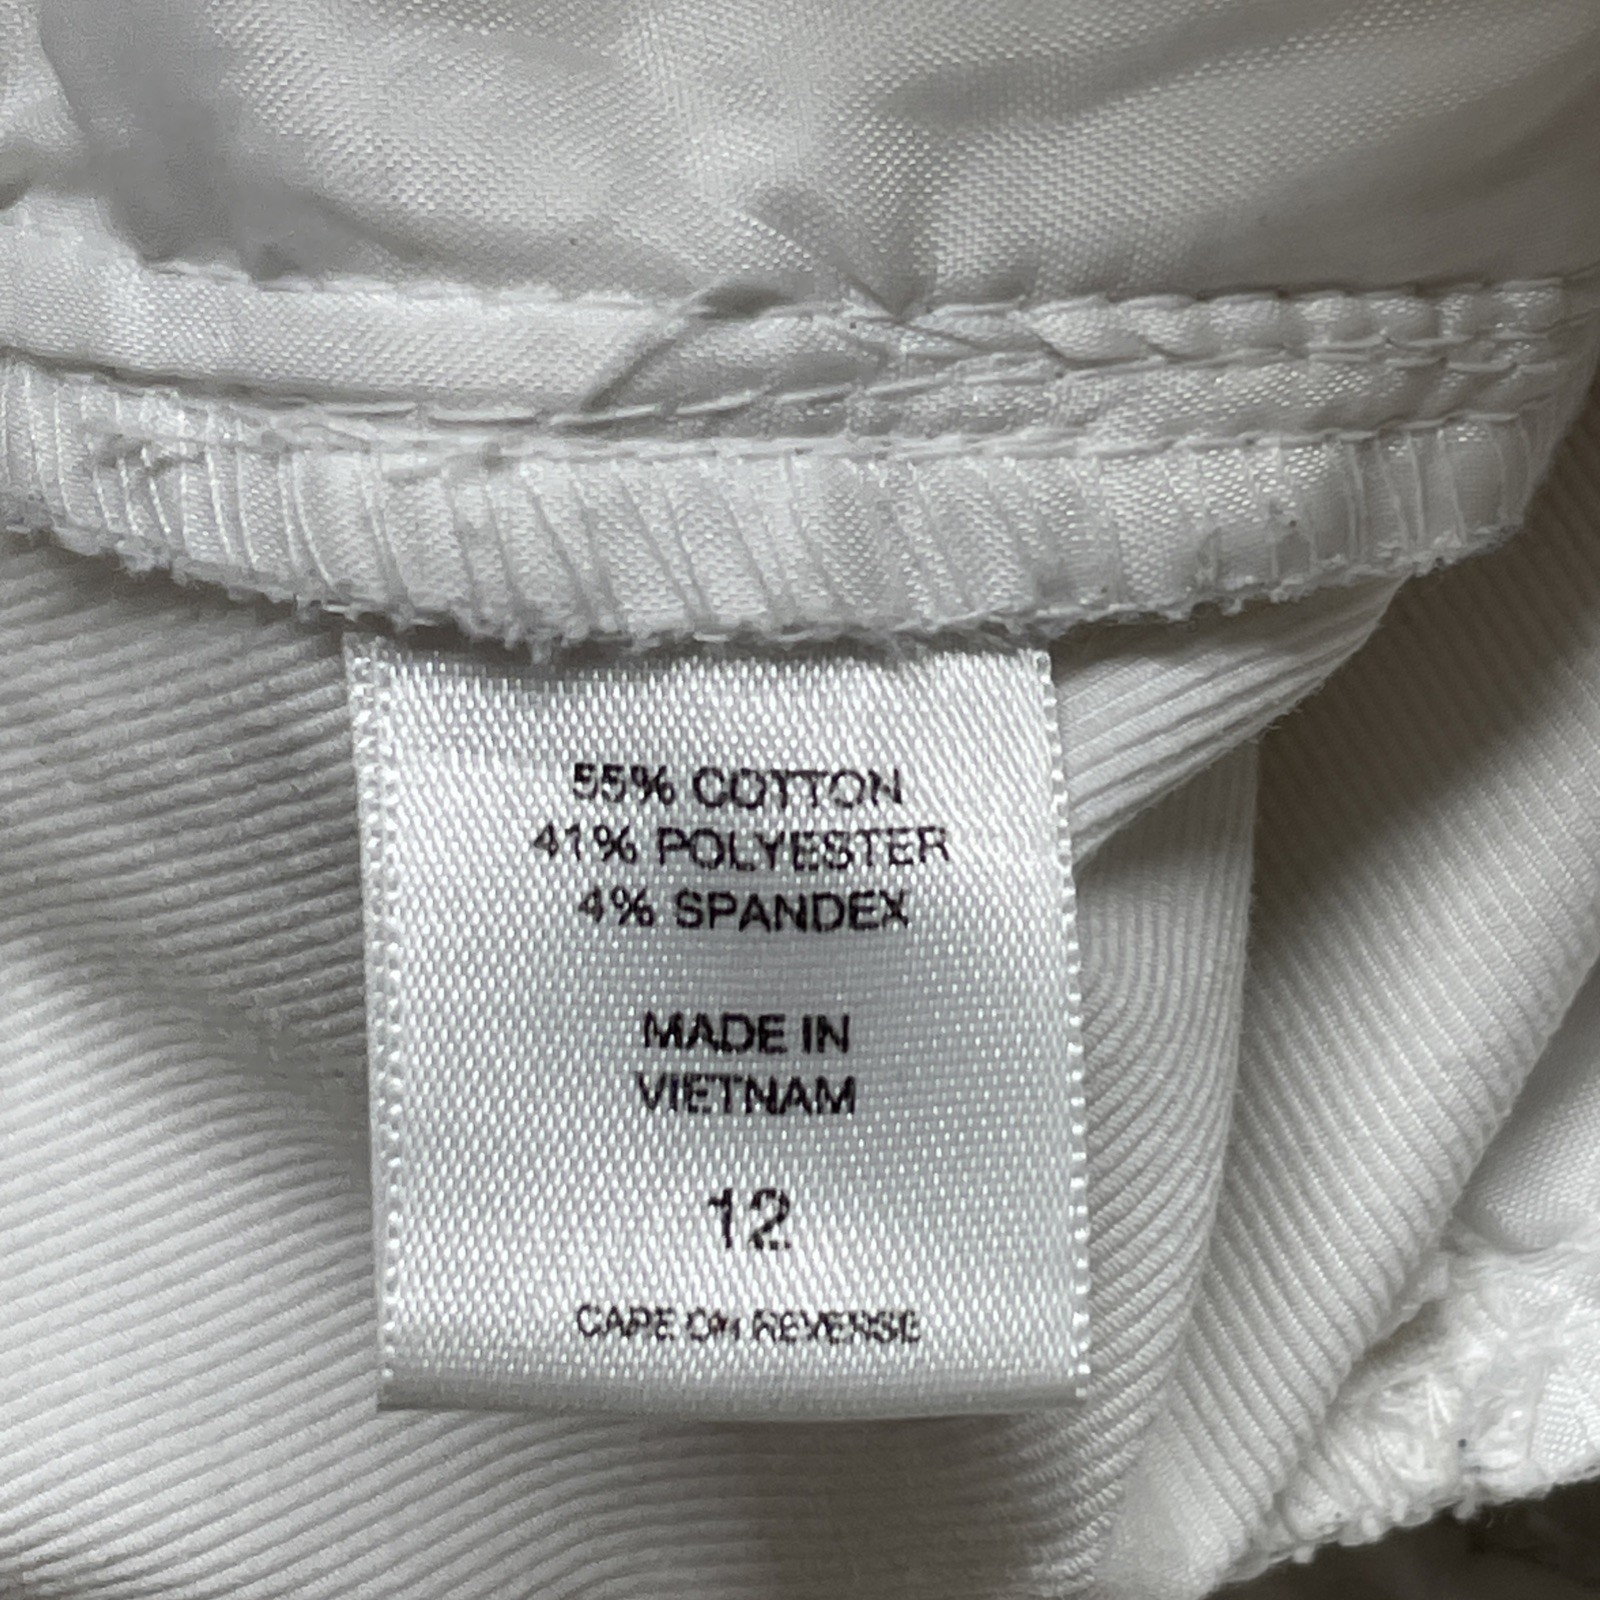 55% COTTON
41% POLYESTER
4% SPANDEX
MADE IN
VIETNAM
12
CARE ON REVERSE